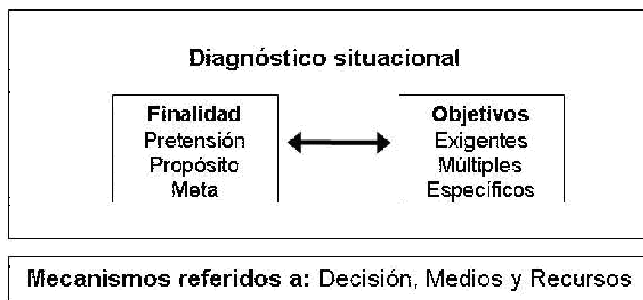 Diagnóstico situacional
Finalidad
Pretensión
Propósito
Meta
Objetivos
Exigentes
Múltiples
Específicos
Mecanismos referidos a: Decisión, Medios y Recursos